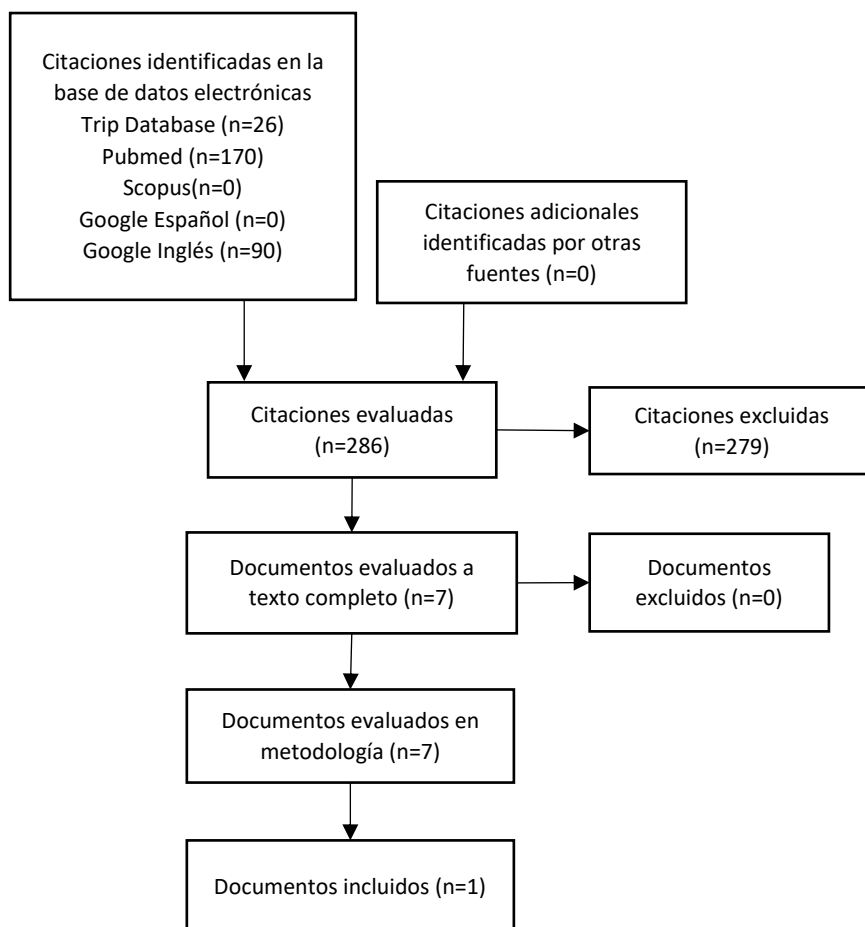 Citaciones identificadas en la
base de datos electrónicas
Trip Database (n=26)
Pubmed (n=170)
Scopus(n=0)
Google Español (n=0)
Google Inglés (n=90)
Citaciones adicionales
identificadas por otras
fuentes (n=0)
Citaciones evaluadas
(n=286)
Citaciones excluidas
(n=279)
Documentos evaluados a
texto completo (n=7)
Documentos
excluidos (n=0)
Documentos evaluados en
metodología (n=7)
Documentos incluidos (n=1)